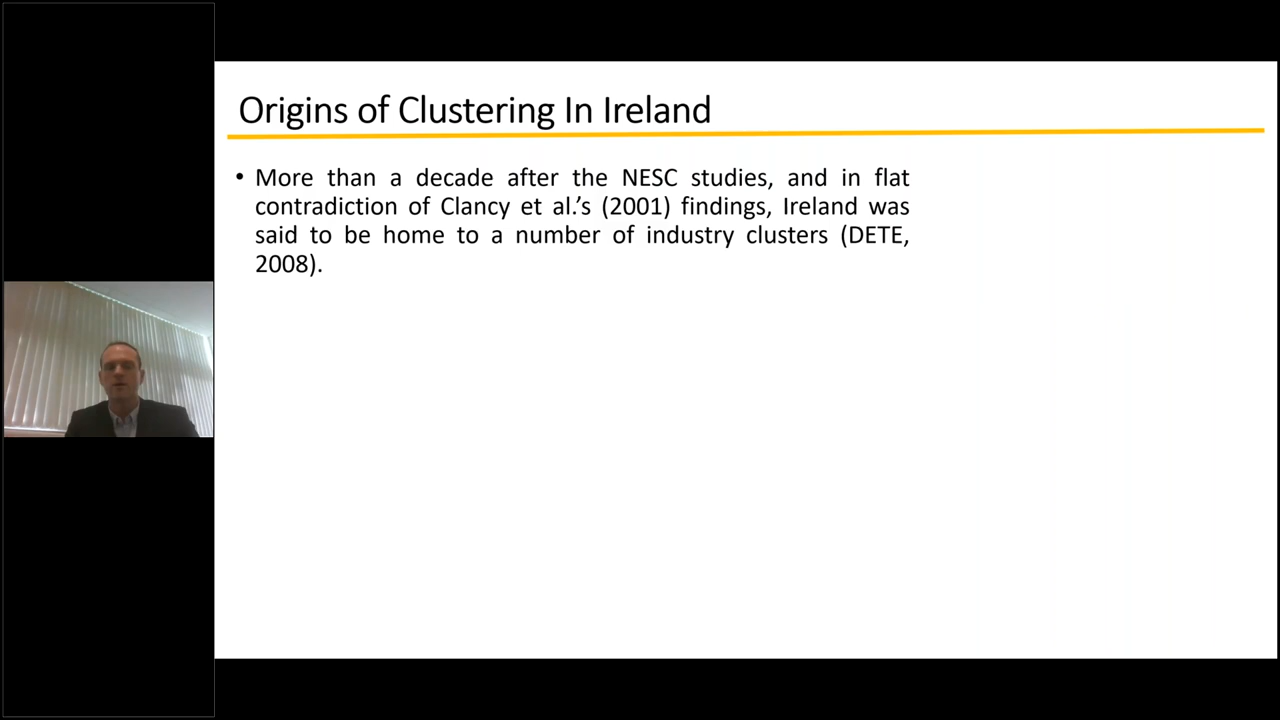 Origins of Clustering In Ireland
• More than a decade after the NESC studies, and in flat
contradiction of Clancy et al.’s (2001) findings, Ireland was
said to be home to a number of industry clusters (DETE,
2008).